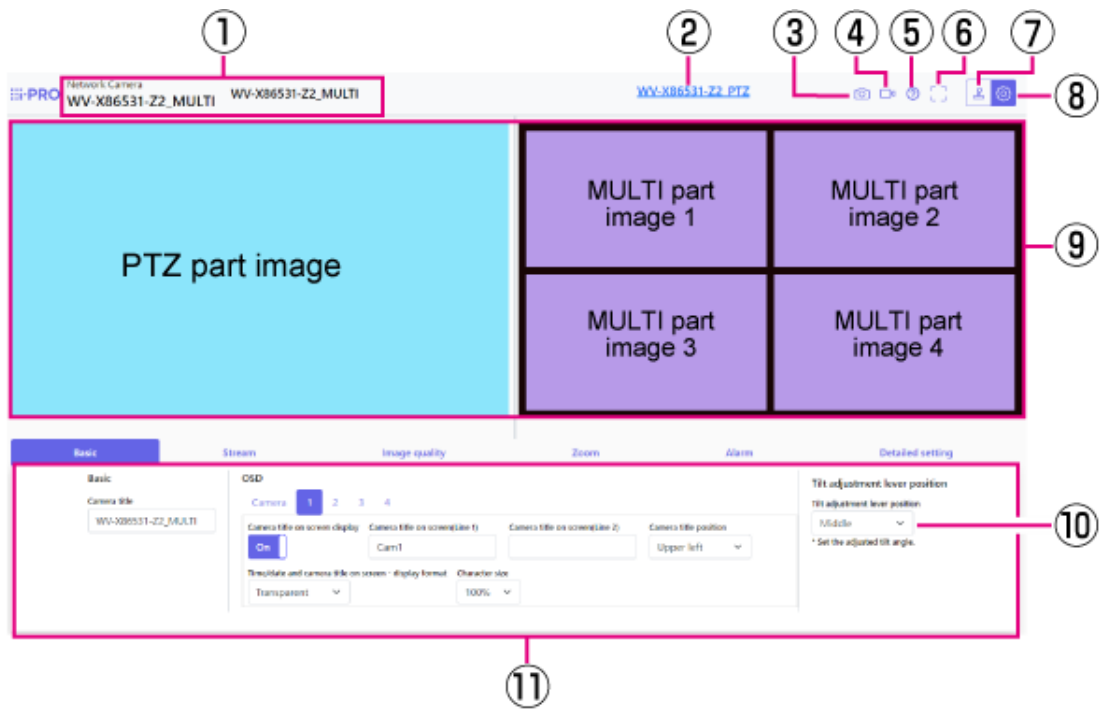 ① ② ③ ④ ⑤ ⑥ ⑦
i-PRO Network Camera
WV-X86531-Z2_MULTI WV-X86531-Z2_MULTI WV-X86531-Z2_PTZ ⑧
PTZ part image
MULTI part
image 1
MULTI part
image 2
⑨
MULTI part
image 3
MULTI part
image 4
Basic Stream Image quality Zoom Alarm Detailed setting
Basic
Camera title
WV-X86531-Z2_MULTI
OSD
Camera 1 2 3 4
Camera title on screen display Camera title on screen(Line 1) Camera title on screen(Line 2) Camera title position
On Cam1 Upper left
Time/date and camera title on screen - display format Character size
Transparent 100%
Tilt adjustment lever position
Tilt adjustment lever position
Middle ⑩
* Set the adjusted tilt angle.
⑪